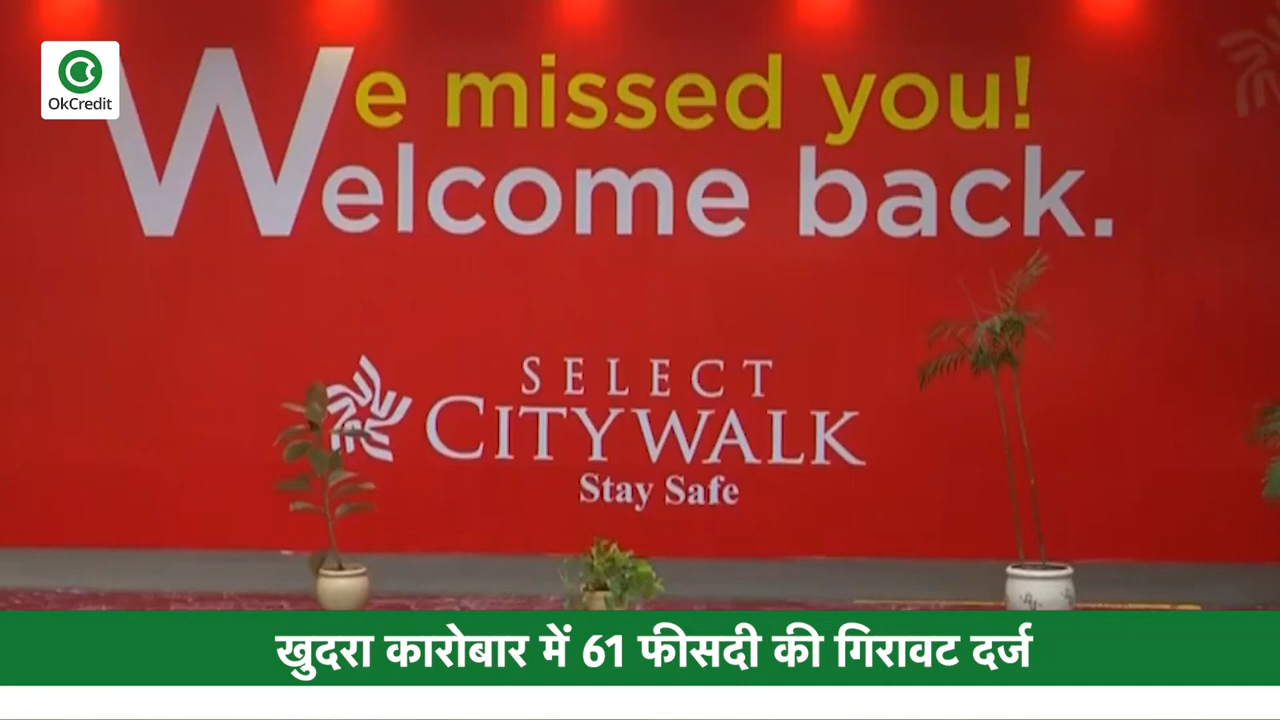 OkCredit
We missed you!
Welcome back.
SELECT
CITYWALK
Stay Safe
खुदरा कारोबार में 61 फीसदी की गिरावट दर्ज